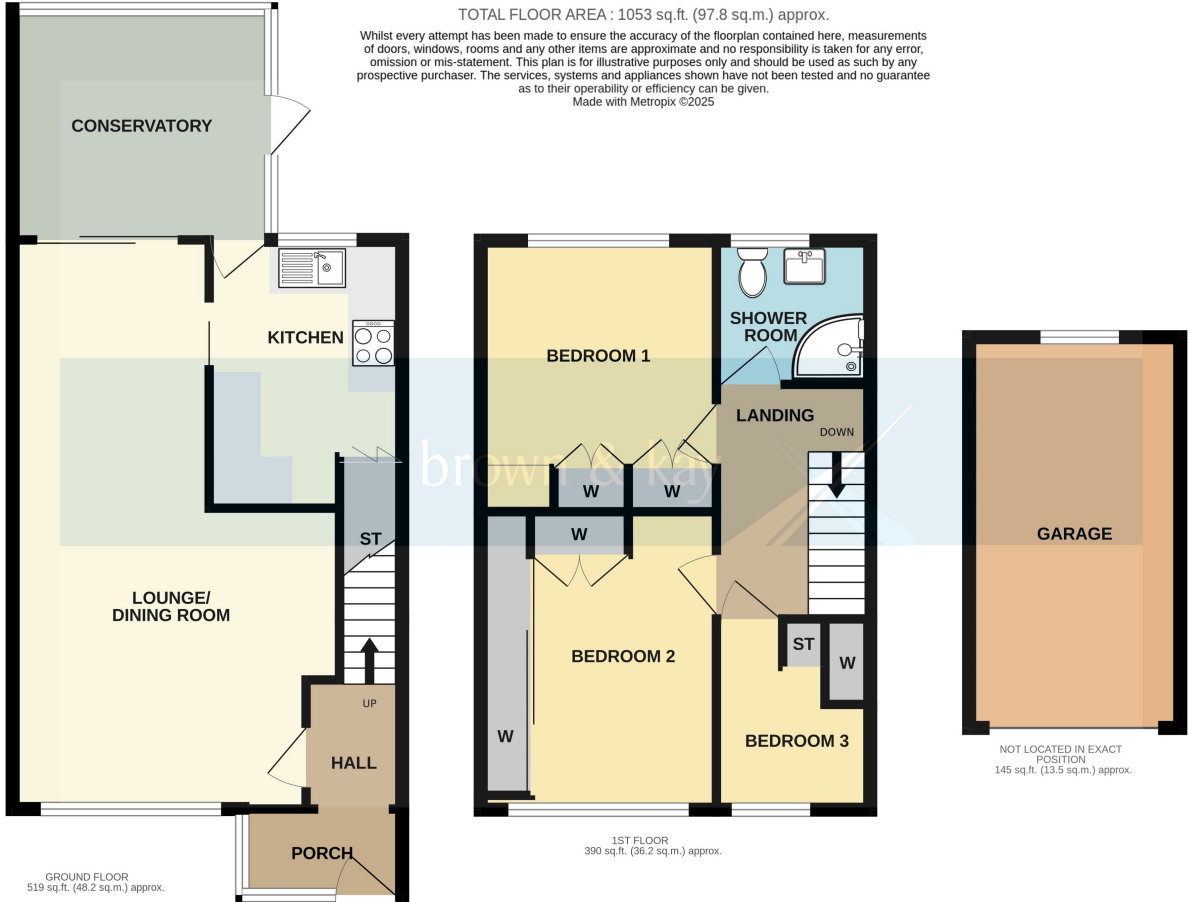 TOTAL FLOOR AREA : 1053 sq.ft. (97.8 sq.m.) approx.
Whilst every attempt has been made to ensure the accuracy of the floorplan contained here, measurements
of doors, windows, rooms and any other items are approximate and no responsibility is taken for any error,
omission or mis-statement. This plan is for illustrative purposes only and should be used as such by any
prospective purchaser. The services, systems and appliances shown have not been tested and no guarantee
as to their operability or efficiency can be given.
Made with Metropix ©2025
CONSERVATORY
KITCHEN
ST
LOUNGE/
DINING ROOM
UP
HALL
PORCH
GROUND FLOOR
519 sq.ft. (48.2 sq.m.) approx.
BEDROOM 1
SHOWER
ROOM
LANDING
DOWN
brown & kay
W
W
W
BEDROOM 2
W
ST
W
BEDROOM 3
1ST FLOOR
390 sq.ft. (36.2 sq.m.) approx.
GARAGE
NOT LOCATED IN EXACT
POSITION
145 sq.ft. (13.5 sq.m.) approx.